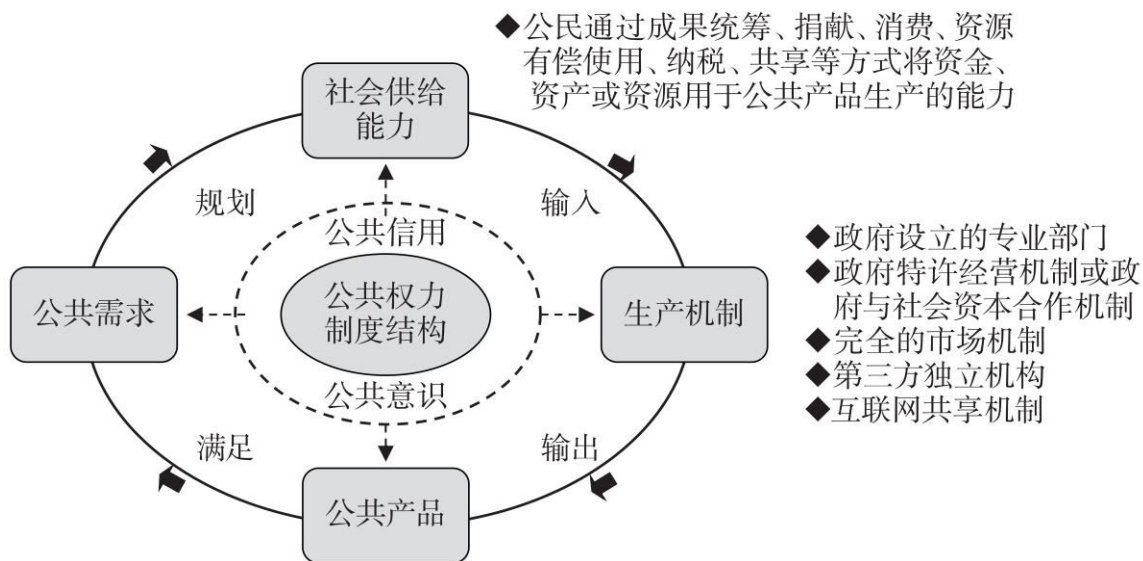 ◆公民通过成果统筹、捐献、消费、资源
有偿使用、纳税、共享等方式将资金、
资产或资源用于公共产品生产的能力
社会供给
能力
规划
输入
公共信用
公共需求
公共权力
制度结构
生产机制
◆政府设立的专业部门
◆政府特许经营机制或政
府与社会资本合作机制
◆完全的市场机制
◆第三方独立机构
◆互联网共享机制
公共意识
满足
输出
公共产品